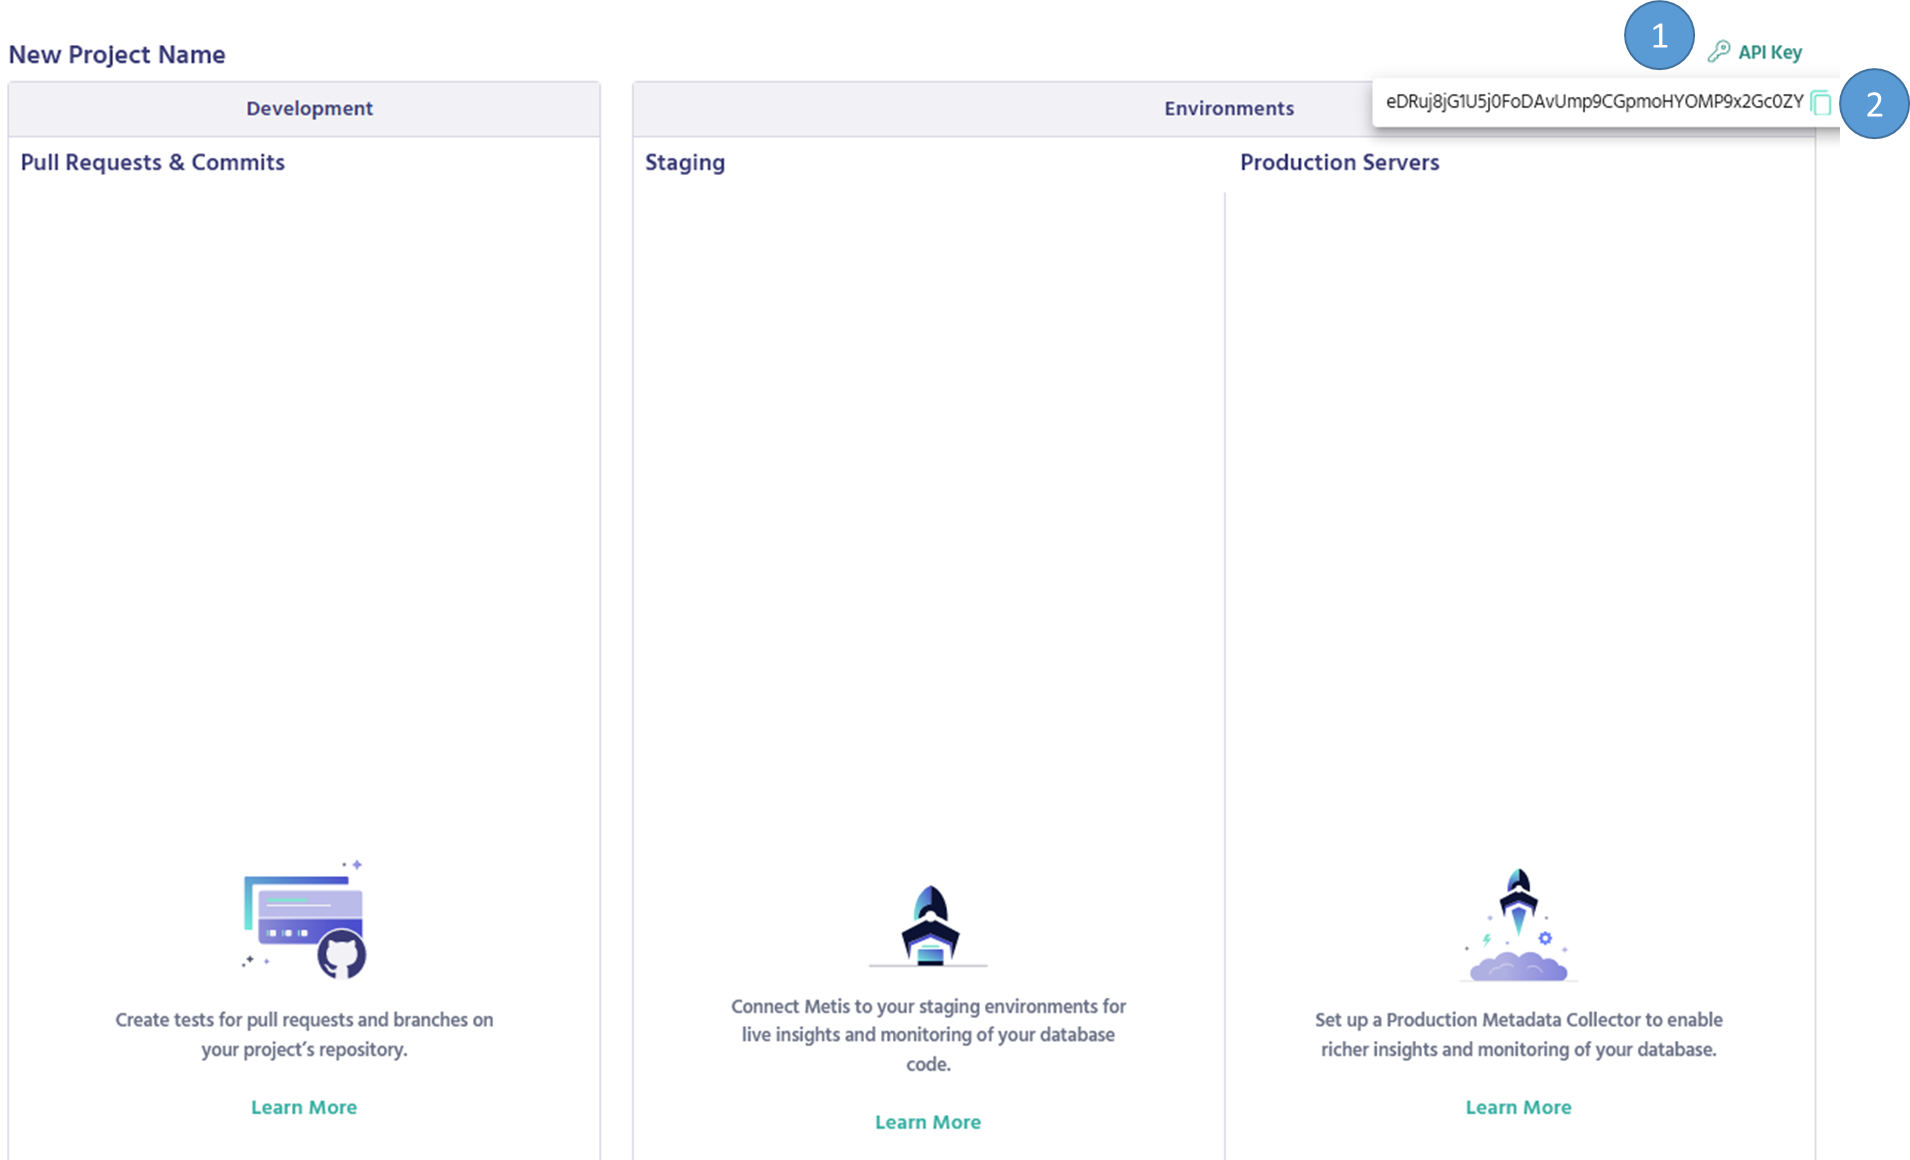 New Project Name
1
API Key
eDRuj8jG1U5j0FoDAvUmp9CGpmoHYOMP9x2Gc0ZY
2
Development
Environments
Pull Requests & Commits
Staging
Production Servers
Create tests for pull requests and branches on
your project’s repository.
Learn More
Connect Metis to your staging environments for
live insights and monitoring of your database
code.
Learn More
Set up a Production Metadata Collector to enable
richer insights and monitoring of your database.
Learn More